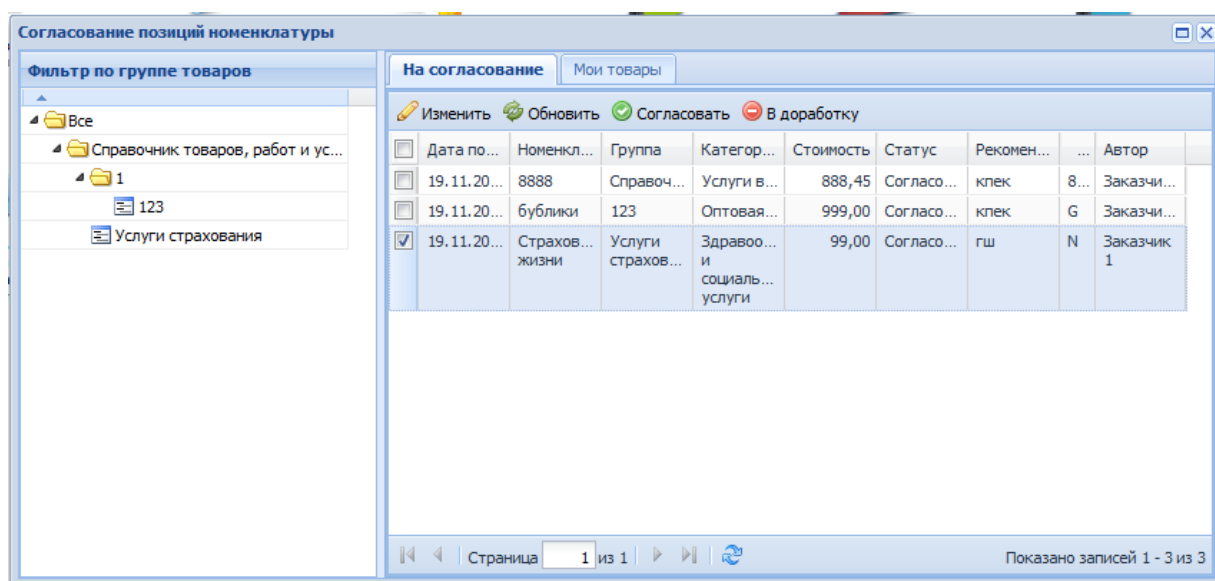 Согласование позиций номенклатуры
Фильтр по группе товаров
Все
Справочник товаров, работ и ус...
1
123
Услуги страхования
На согласование Мои товары
Изменить Обновить Согласовать В доработку
Дата по... Номенкл... Группа Категор... Стоимость Статус Рекомен... ... Автор
19.11.20... 8888 Справоч... Услуги в... 888,45 Согласо... кпек 8... Заказчи...
19.11.20... бублики 123 Оптовая... 999,00 Согласо... кпек G Заказчи...
19.11.20... Страхов... Услуги Здравоо... 99,00 Согласо... гш N Заказчик
жизни страхов... и 1
социаль...
услуги
Страница 1 из 1 Показано записей 1 - 3 из 3